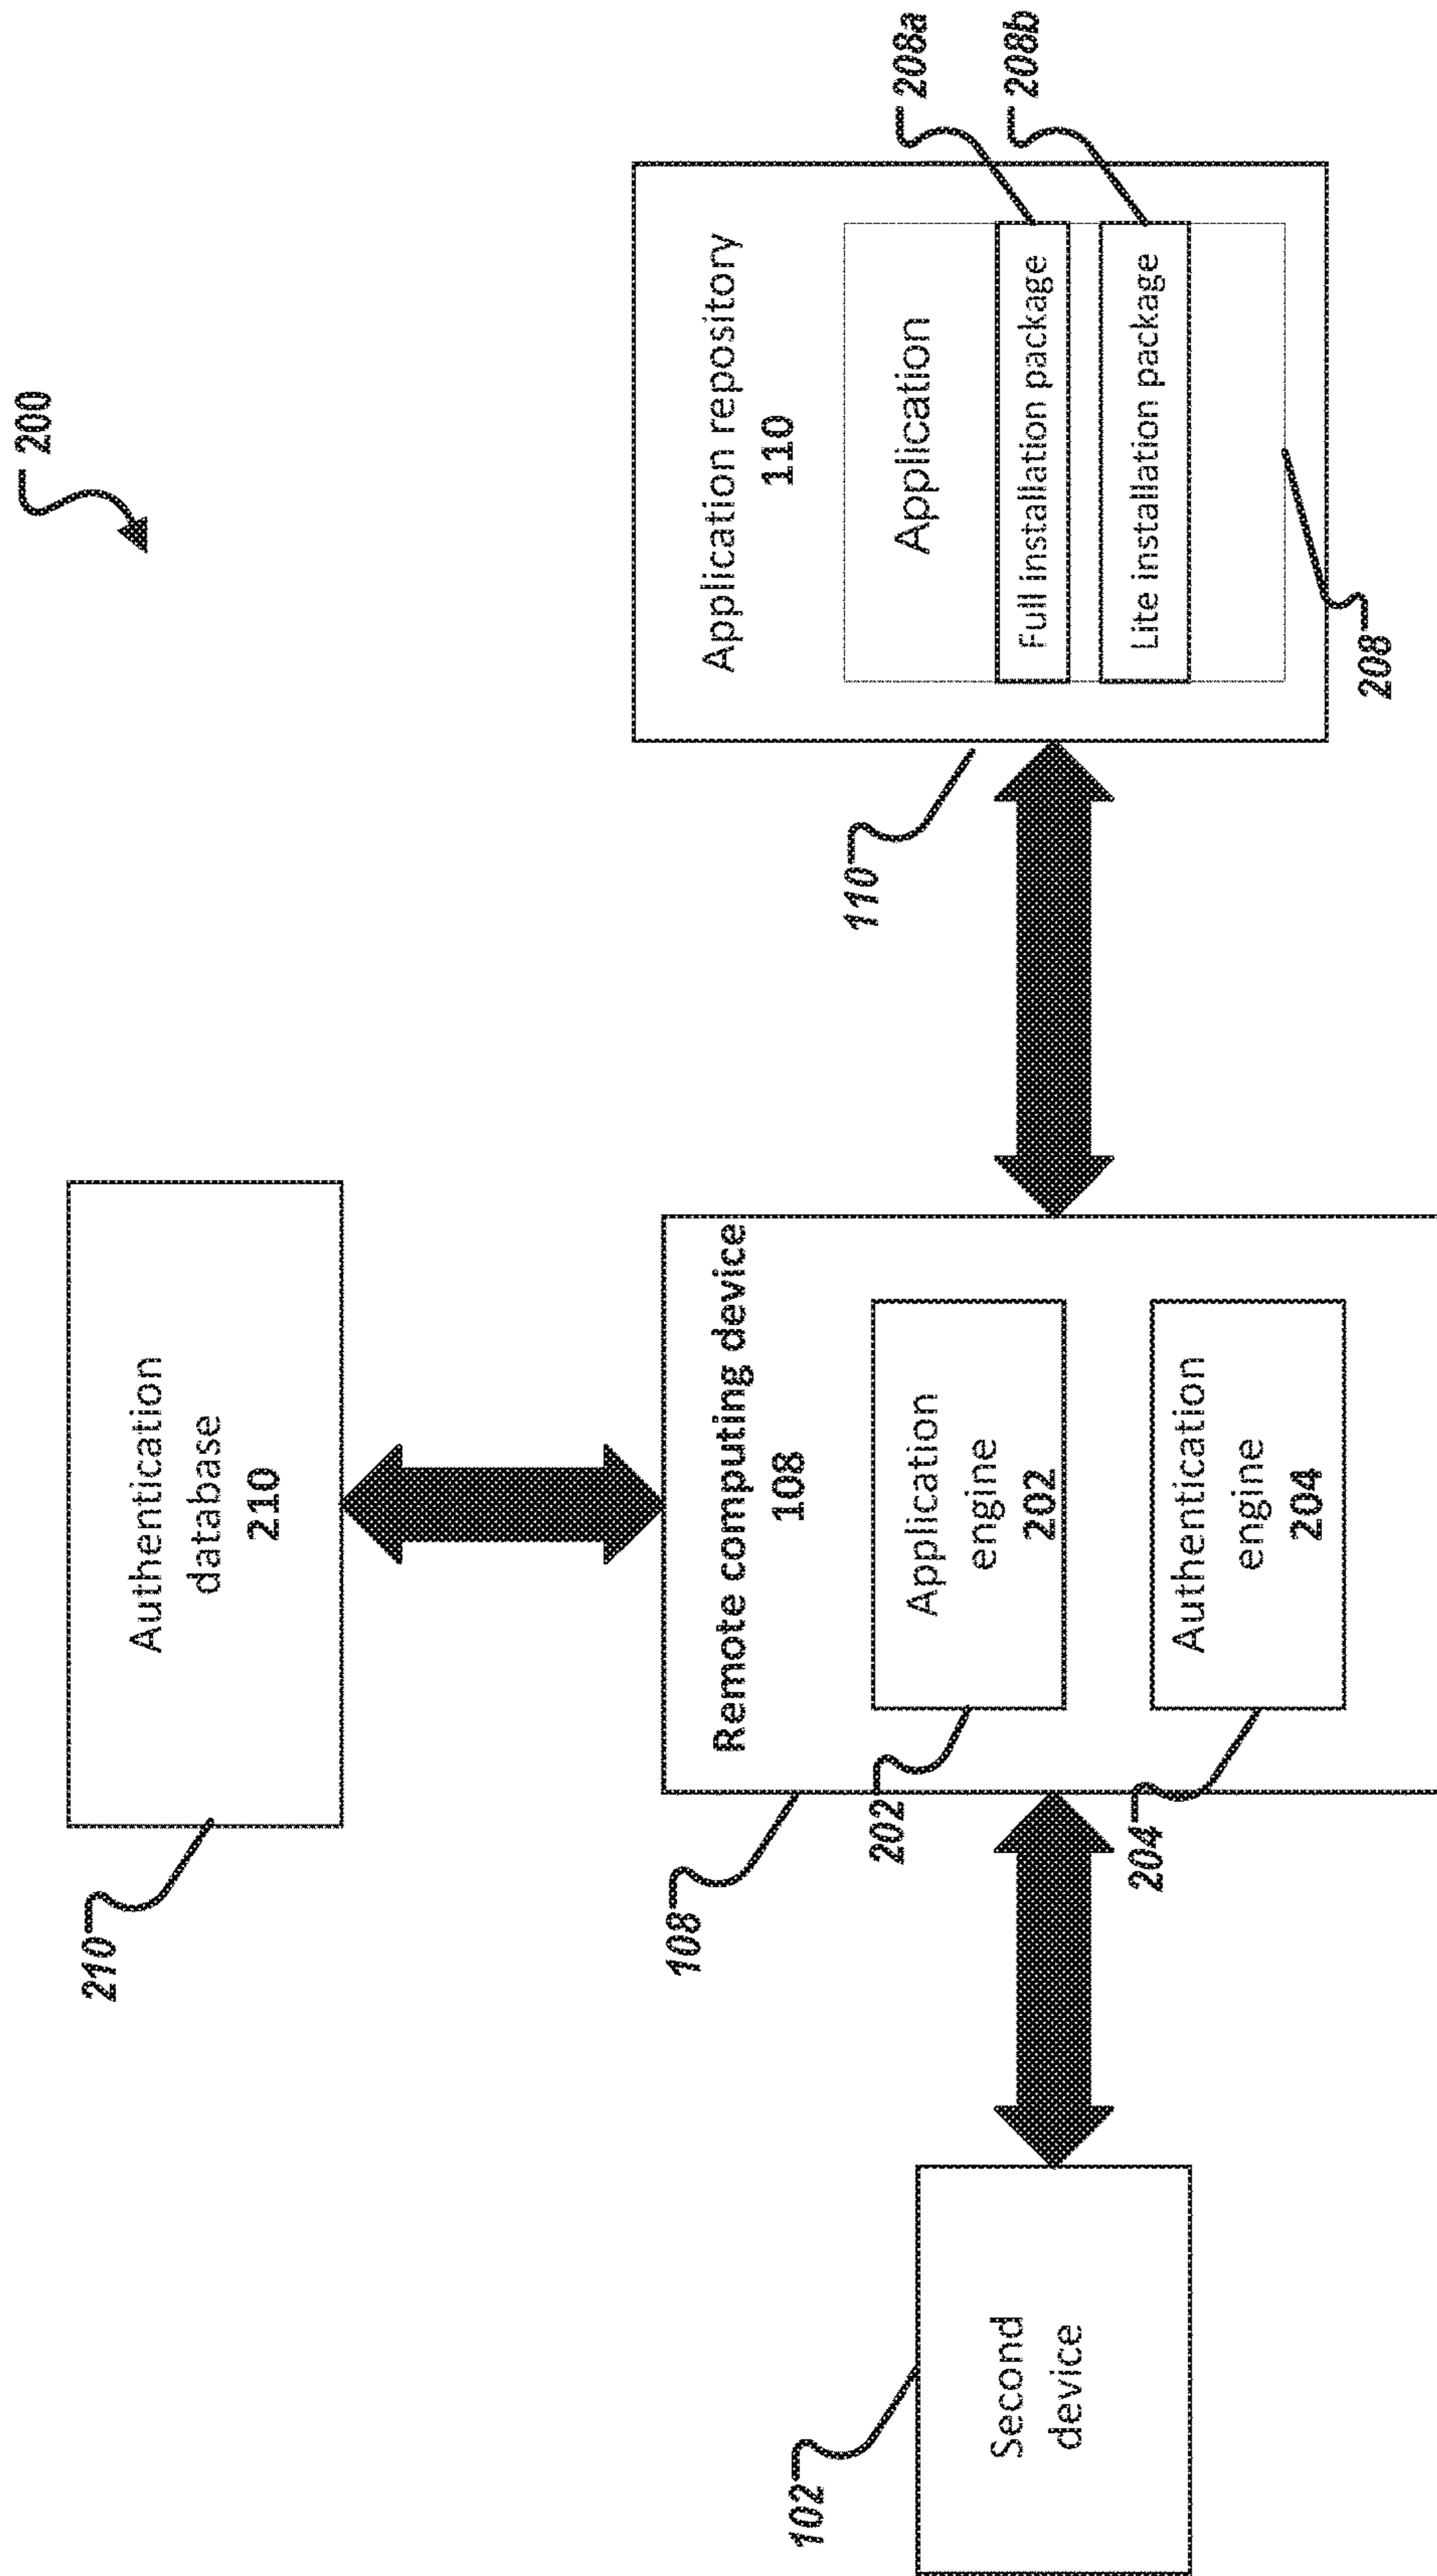 200
Authentication
database
210
210
Remote computing device
108
108
Application
engine
202
202
Authentication
engine
204
204
Second
device
102
Application repository
110
110
Application
Full installation package
208a
Lite installation package
208b
208